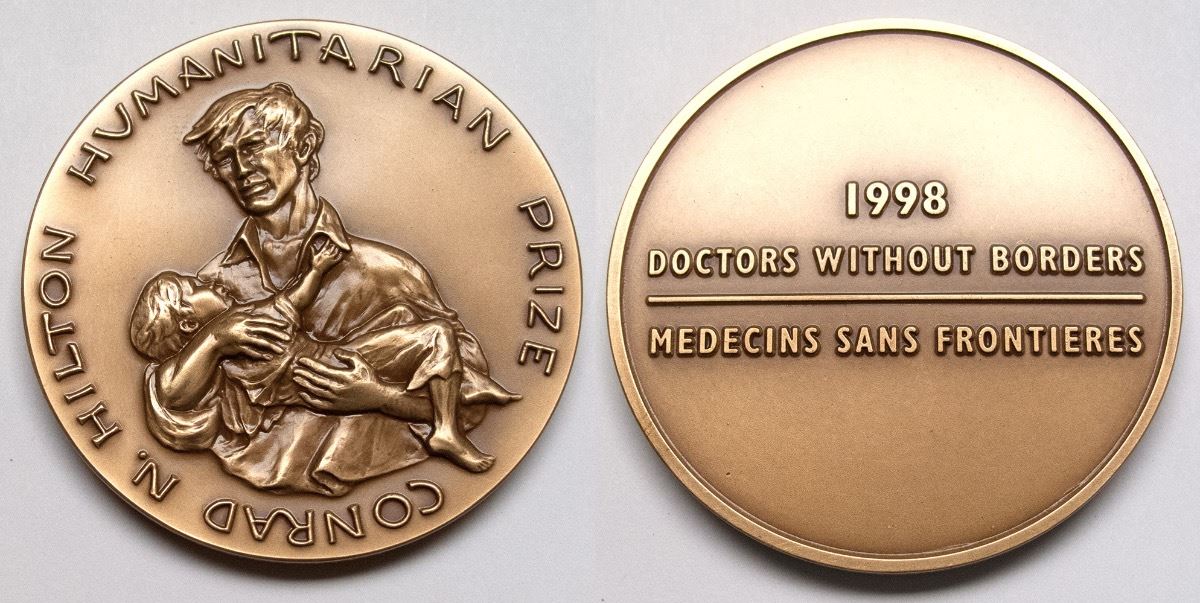 CONRAD N. HILTON HUMANITARIAN PRIZE
1998
DOCTORS WITHOUT BORDERS
MEDECINS SANS FRONTIERES